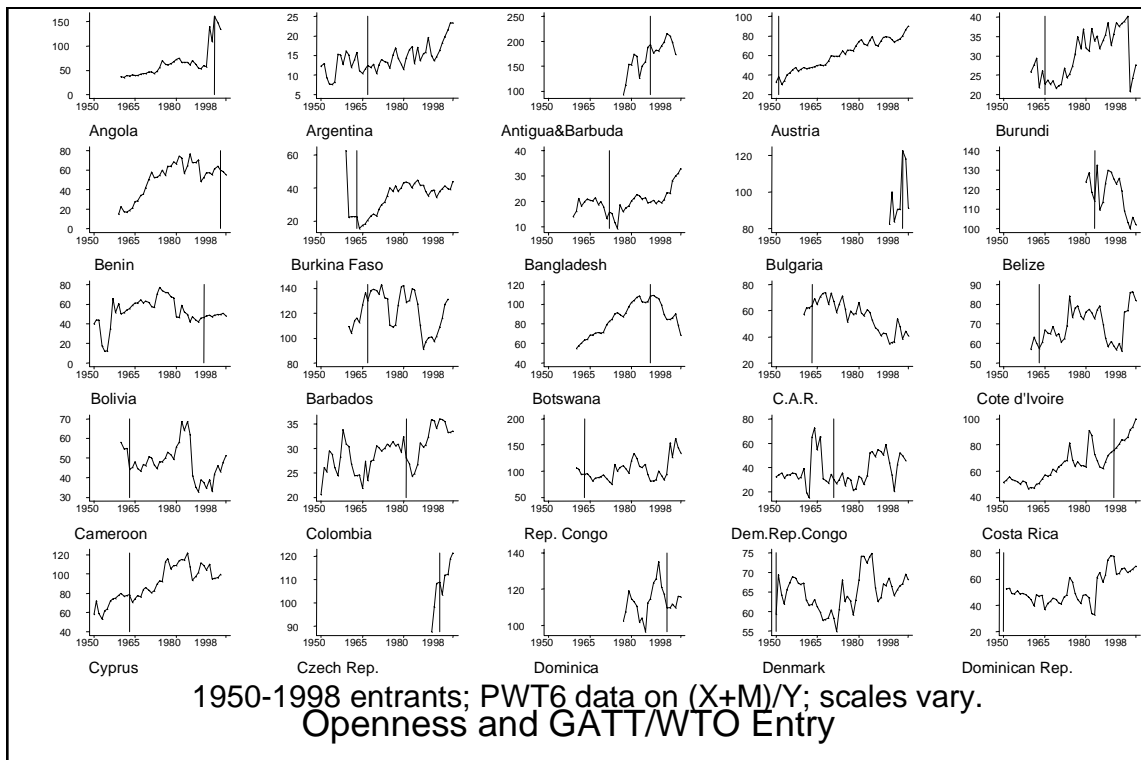 150
100
50
0
1950 1965 1980 1998
Angola
25
20
15
10
5
1950 1965 1980 1998
Argentina
250
200
150
100
1950 1965 1980 1998
Antigua&Barbuda
100
80
60
40
20
1950 1965 1980 1998
Austria
40
35
30
25
20
1950 1965 1980 1998
Burundi
80
60
40
20
0
1950 1965 1980 1998
Benin
60
40
20
1950 1965 1980 1998
Burkina Faso
40
30
20
10
1950 1965 1980 1998
Bangladesh
120
100
80
1950 1965 1980 1998
Bulgaria
140
130
120
110
100
1950 1965 1980 1998
Belize
80
60
40
20
0
1950 1965 1980 1998
Bolivia
140
120
100
80
1950 1965 1980 1998
Barbados
120
100
80
60
40
1950 1965 1980 1998
Botswana
80
60
40
20
1950 1965 1980 1998
C.A.R.
90
80
70
60
50
1950 1965 1980 1998
Cote d'Ivoire
70
60
50
40
30
1950 1965 1980 1998
Cameroon
35
30
25
20
1950 1965 1980 1998
Colombia
200
150
100
50
1950 1965 1980 1998
Rep. Congo
80
60
40
20
1950 1965 1980 1998
Dem.Rep.Congo
100
80
60
40
1950 1965 1980 1998
Costa Rica
120
100
80
60
40
1950 1965 1980 1998
Cyprus
120
110
100
90
1950 1965 1980 1998
Czech Rep.
140
120
100
1950 1965 1980 1998
Dominica
75
70
65
60
55
1950 1965 1980 1998
Denmark
80
60
40
20
1950 1965 1980 1998
Dominican Rep.
1950-1998 entrants; PWT6 data on (X+M)/Y; scales vary.
Openness and GATT/WTO Entry